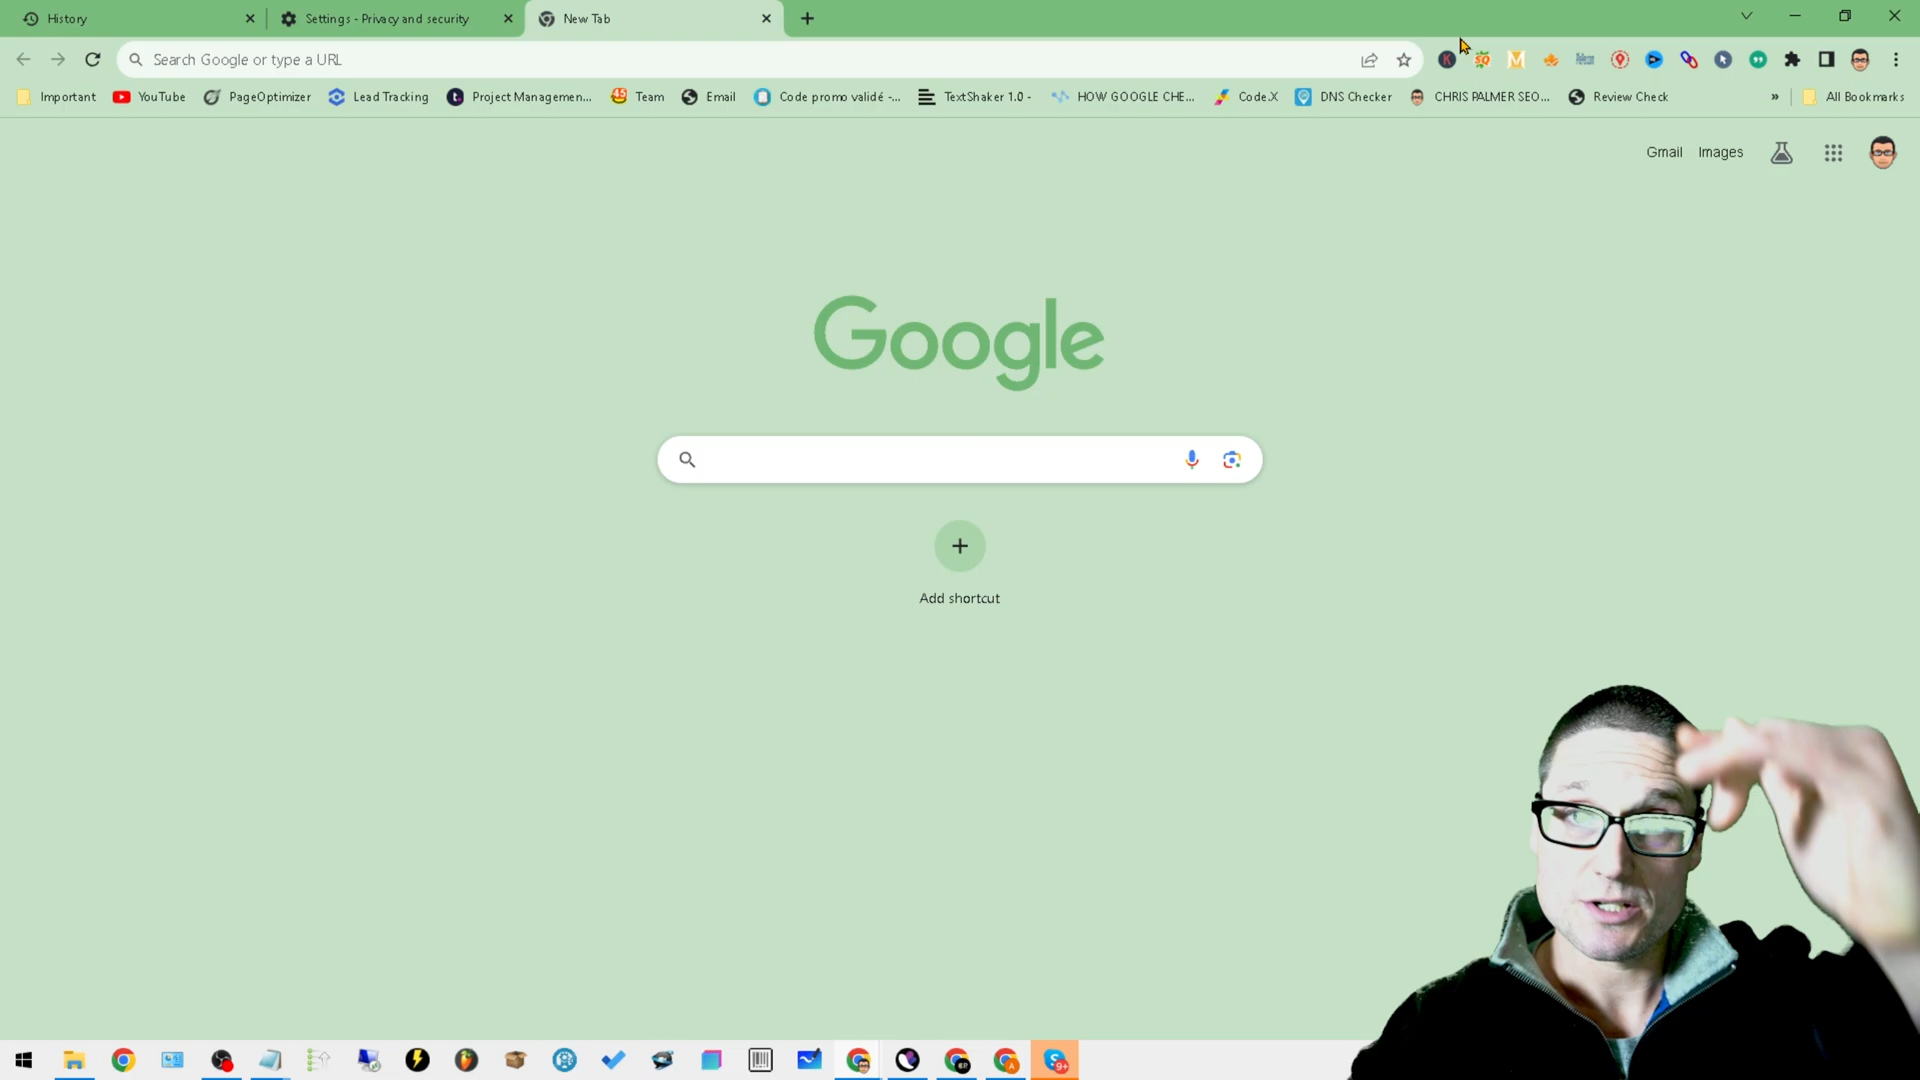 History
Settings - Privacy and security
New Tab
Search Google or type a URL
Important
YouTube
PageOptimizer
Lead Tracking
Project Managemen...
Team
Email
Code promo validé -...
TextShaker 1.0 -
HOW GOOGLE CHE...
Code.X
DNS Checker
CHRIS PALMER SEO...
Review Check
»
All Bookmarks
Gmail
Images
Google
Add shortcut